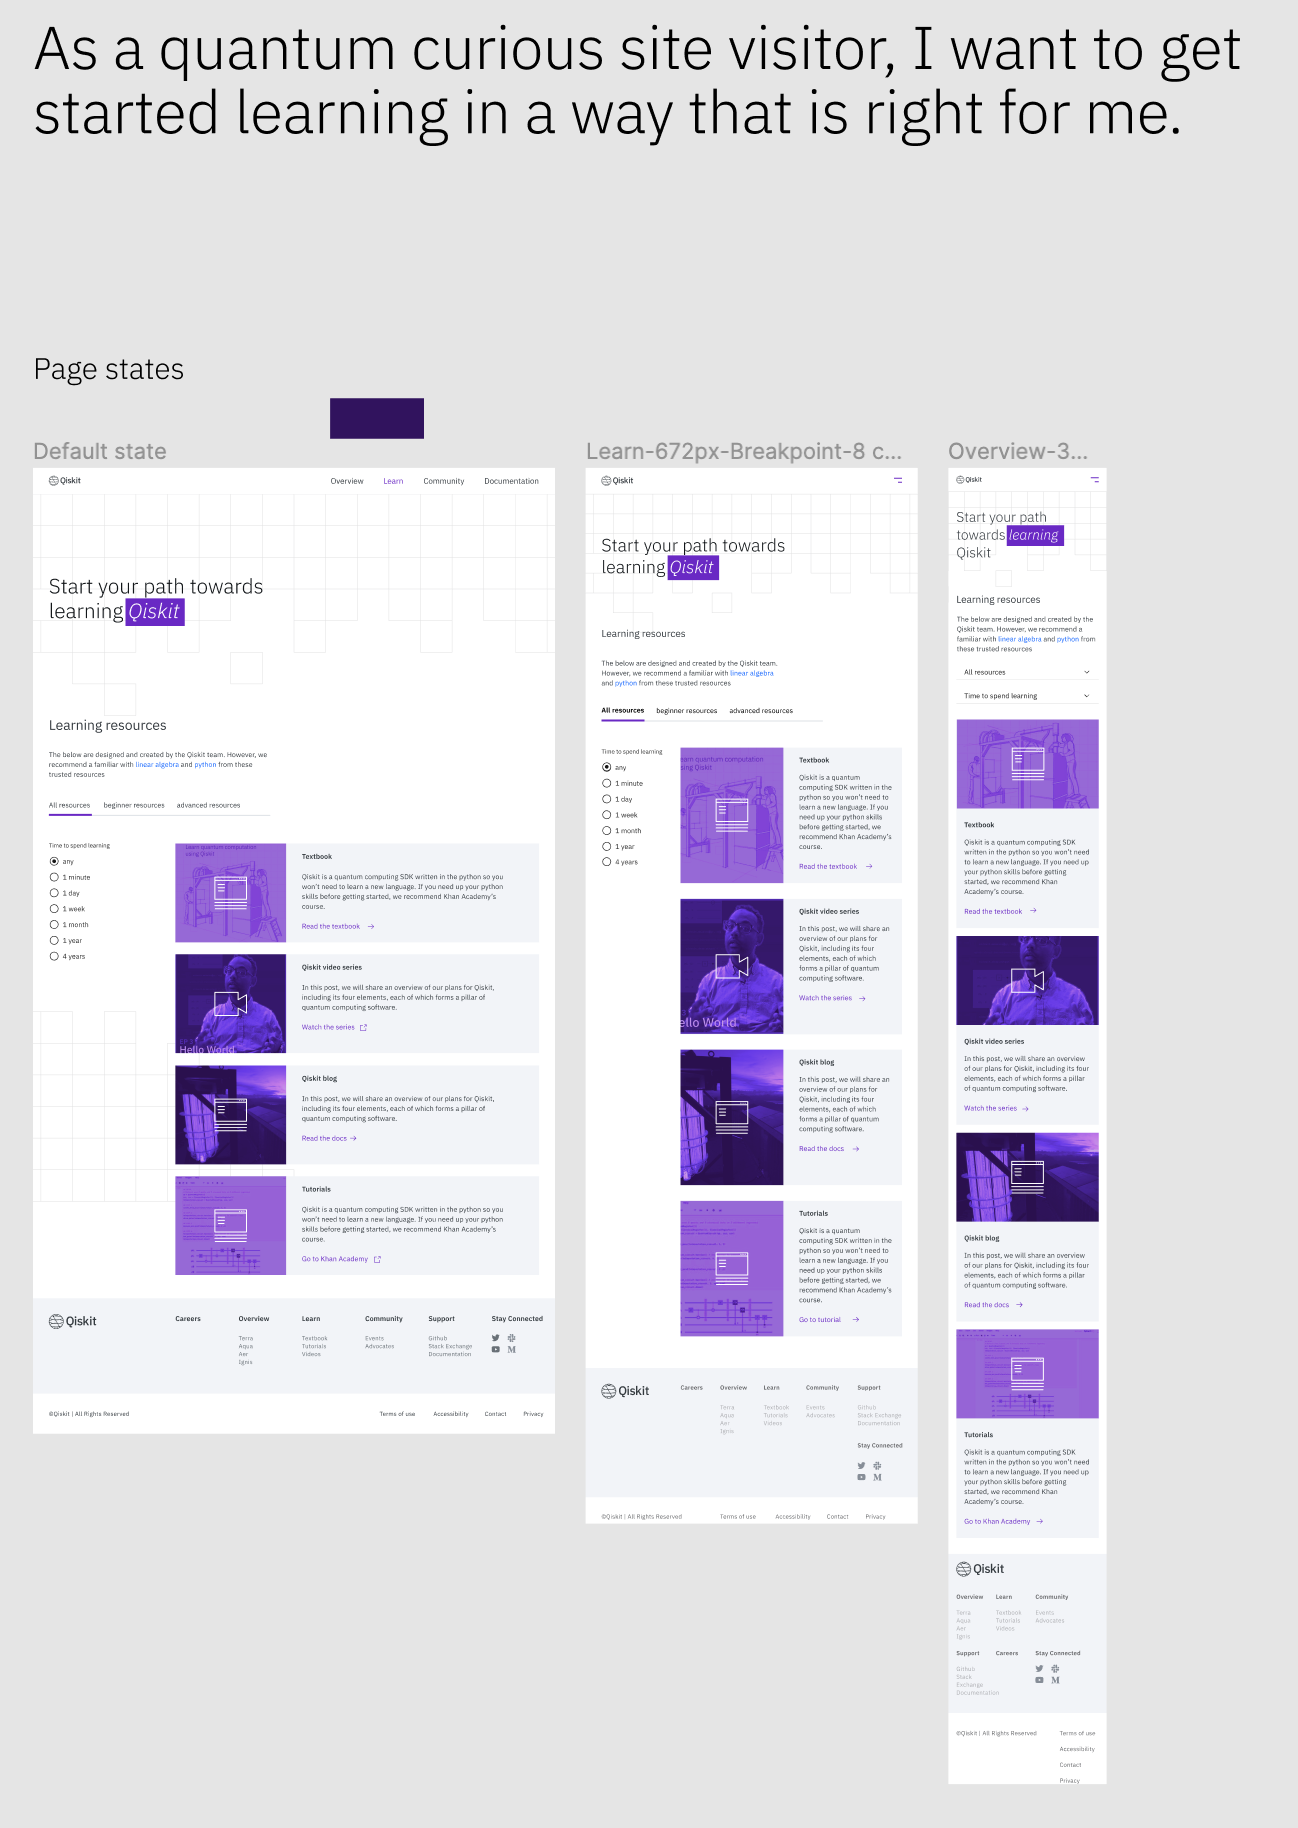 As a quantum curious site visitor, I want to get
started learning in a way that is right for me.
Page states
Default state
Qiskit
Overview
Learn
Community
Documentation
Start your path towards
learning Qiskit
Learning resources
The below are designed and created by the Qiskit team. However, we
recommend a familiar with linear algebra and python from these
trusted resources
All resources
beginner resources
advanced resources
Time to spend learning
any
1 minute
1 day
1 week
1 month
1 year
4 years
Learn quantum computation
using Qiskit
Textbook
Qiskit is a quantum computing SDK written in the python so you
won't need to learn a new language. If you need up your python
skills before getting started, we recommend Khan Academy's
course.
Read the textbook
Hello World
Qiskit video series
In this post, we will share an overview of our plans for Qiskit,
including its four elements, each of which forms a pillar of
quantum computing software.
Watch the series
Qiskit blog
In this post, we will share an overview of our plans for Qiskit,
including its four elements, each of which forms a pillar of
quantum computing software.
Read the docs
Tutorials
Qiskit is a quantum computing SDK written in the python so you
won't need to learn a new language. If you need up your python
skills before getting started, we recommend Khan Academy's
course.
Go to Khan Academy
Qiskit
Careers
Overview
Terra
Aqua
Aer
Ignis
Learn
Textbook
Tutorials
Videos
Community
Events
Advocates
Support
Github
Stack Exchange
Documentation
Stay Connected
©Qiskit | All Rights Reserved
Terms of use
Accessibility
Contact
Privacy
Learn-672px-Breakpoint-8 c...
Qiskit
Start your path towards
learning Qiskit
Learning resources
The below are designed and created by the Qiskit team.
However, we recommend a familiar with linear algebra
and python from these trusted resources
All resources
beginner resources
advanced resources
Time to spend learning
any
1 minute
1 day
1 week
1 month
1 year
4 years
earn quantum computation
sing Qiskit
Textbook
Qiskit is a quantum
computing SDK written in the
python so you won't need to
learn a new language. If you
need up your python skills
before getting started, we
recommend Khan Academy's
course.
Read the textbook
ello World
Qiskit video series
In this post, we will share an
overview of our plans for
Qiskit, including its four
elements, each of which
forms a pillar of quantum
computing software.
Watch the series
Qiskit blog
In this post, we will share an
overview of our plans for
Qiskit, including its four
elements, each of which
forms a pillar of quantum
computing software.
Read the docs
Tutorials
Qiskit is a quantum
computing SDK written in the
python so you won't need to
learn a new language. If you
need up your python skills
before getting started, we
recommend Khan Academy's
course.
Go to tutorial
Qiskit
Careers
Overview
Terra
Aqua
Aer
Ignis
Learn
Textbook
Tutorials
Videos
Community
Events
Advocates
Support
Github
Stack Exchange
Documentation
Stay Connected
©Qiskit | All Rights Reserved
Terms of use
Accessibility
Contact
Privacy
Overview-3...
Qiskit
Start your path
towards learning
Qiskit
Learning resources
The below are designed and created by the
Qiskit team. However, we recommend a
familiar with linear algebra and python from
these trusted resources
All resources
Time to spend learning
Textbook
Qiskit is a quantum computing SDK
written in the python so you won't need
to learn a new language. If you need up
your python skills before getting
started, we recommend Khan
Academy's course.
Read the textbook
Qiskit video series
In this post, we will share an overview
of our plans for Qiskit, including its four
elements, each of which forms a pillar
of quantum computing software.
Watch the series
Qiskit blog
In this post, we will share an overview
of our plans for Qiskit, including its four
elements, each of which forms a pillar
of quantum computing software.
Read the docs
Tutorials
Qiskit is a quantum computing SDK
written in the python so you won't need
to learn a new language. If you need up
your python skills before getting
started, we recommend Khan
Academy's course.
Go to Khan Academy
Qiskit
Overview
Terra
Aqua
Aer
Ignis
Learn
Textbook
Tutorials
Videos
Community
Events
Advocates
Support
Github
Stack
Exchange
Documentation
Careers
Stay Connected
©Qiskit | All Rights Reserved
Terms of use
Accessibility
Contact
Privacy